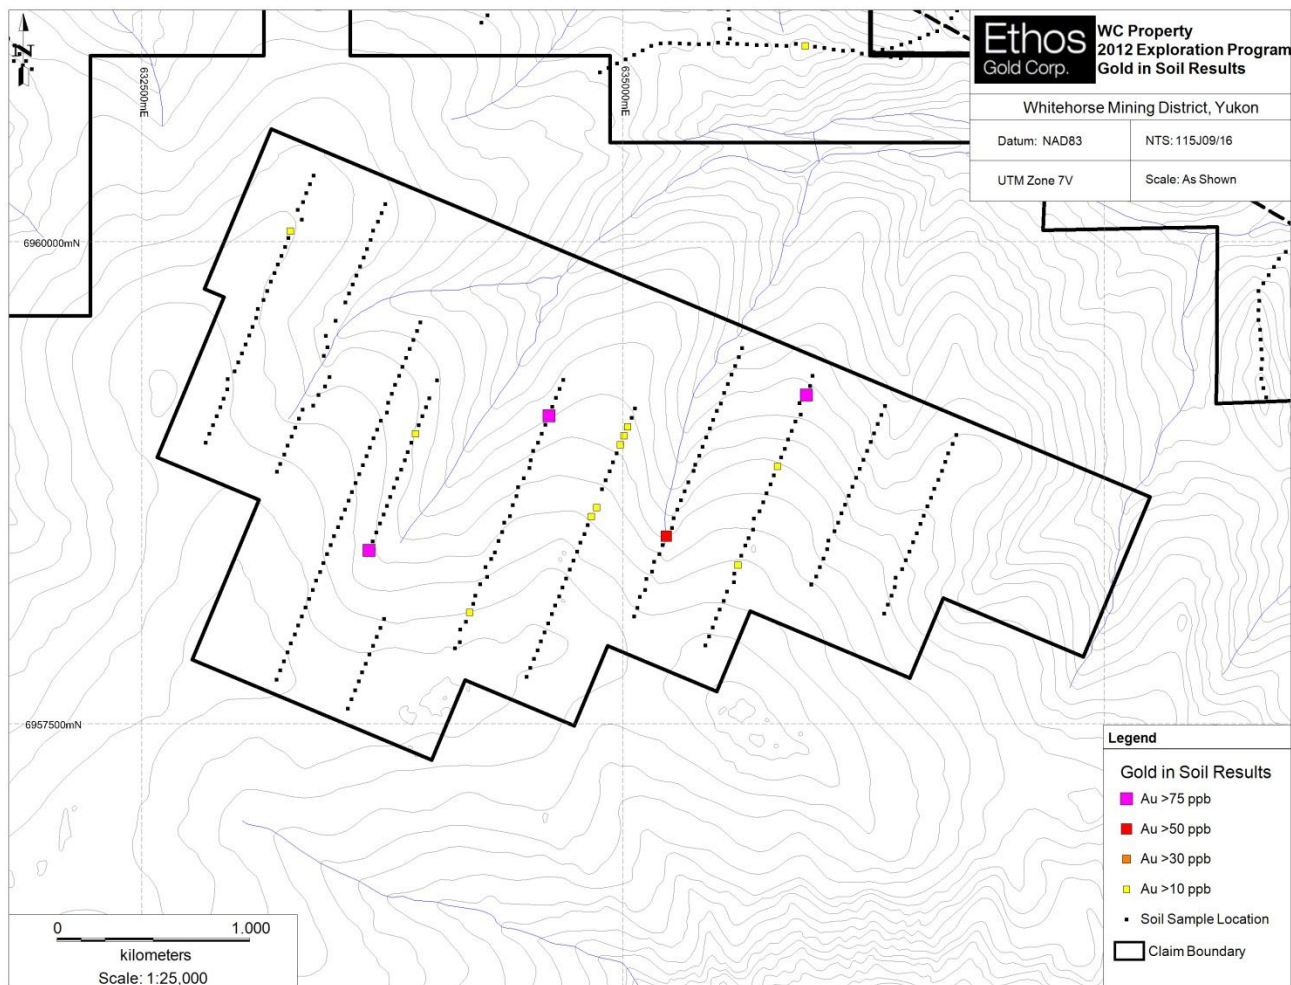 N
Ethos
Gold Corp.
WC Property
2012 Exploration Program
Gold in Soil Results
Whitehorse Mining District, Yukon
Datum: NAD83
NTS: 115J09/16
UTM Zone 7V
Scale: As Shown
632500mE
635000mE
6960000mN
6957500mN
Legend
Gold in Soil Results
Au >75 ppb
Au >50 ppb
Au >30 ppb
Au >10 ppb
Soil Sample Location
Claim Boundary
0
1.000
kilometers
Scale: 1:25,000